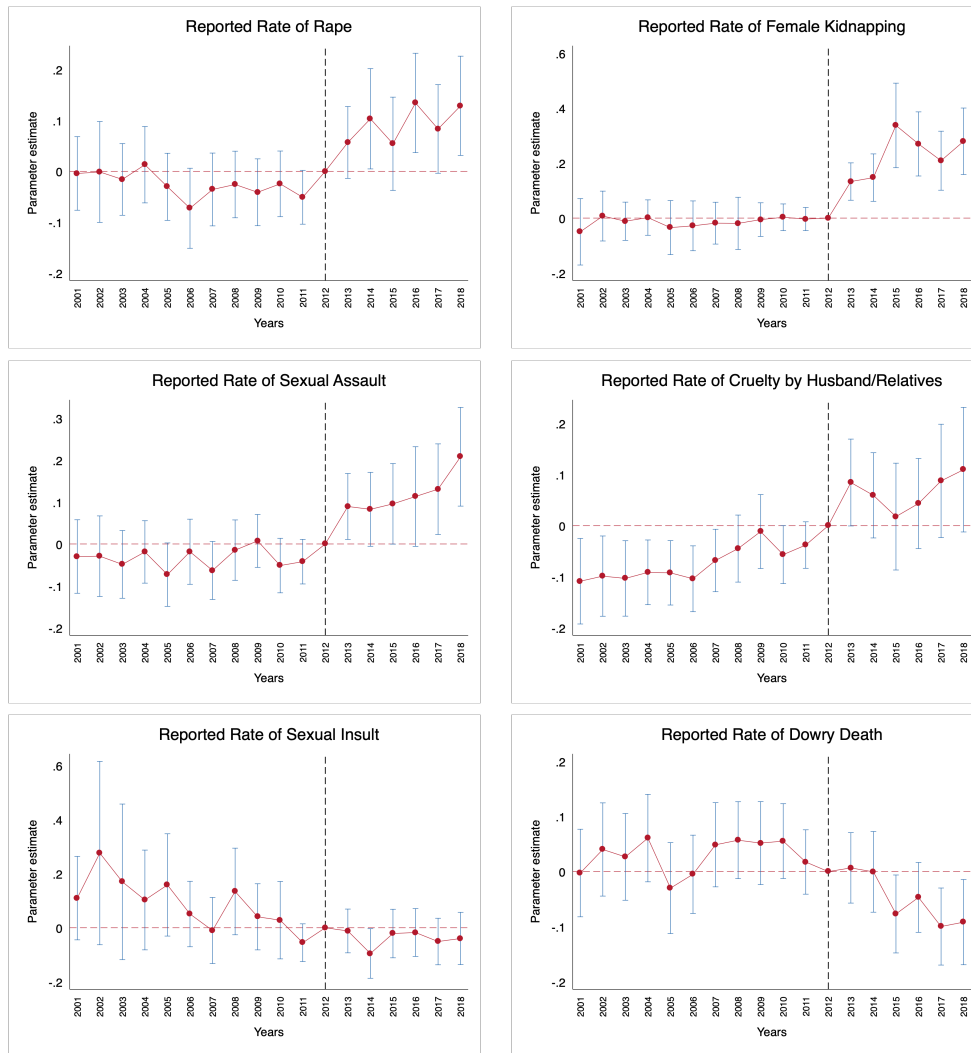 Reported Rate of Rape
Parameter estimate
.2
.1
0
-.1
-.2
2001 2002 2003 2004 2005 2006 2007 2008 2009 2010 2011 2012 2013 2014 2015 2016 2017 2018
Years
Reported Rate of Female Kidnapping
Parameter estimate
.6
.4
.2
0
-.2
2001 2002 2003 2004 2005 2006 2007 2008 2009 2010 2011 2012 2013 2014 2015 2016 2017 2018
Years
Reported Rate of Sexual Assault
Parameter estimate
.3
.2
.1
0
-.1
-.2
2001 2002 2003 2004 2005 2006 2007 2008 2009 2010 2011 2012 2013 2014 2015 2016 2017 2018
Years
Reported Rate of Cruelty by Husband/Relatives
Parameter estimate
.2
.1
0
-.1
-.2
2001 2002 2003 2004 2005 2006 2007 2008 2009 2010 2011 2012 2013 2014 2015 2016 2017 2018
Years
Reported Rate of Sexual Insult
Parameter estimate
.6
.4
.2
0
-.2
2001 2002 2003 2004 2005 2006 2007 2008 2009 2010 2011 2012 2013 2014 2015 2016 2017 2018
Years
Reported Rate of Dowry Death
Parameter estimate
.2
.1
0
-.1
-.2
2001 2002 2003 2004 2005 2006 2007 2008 2009 2010 2011 2012 2013 2014 2015 2016 2017 2018
Years